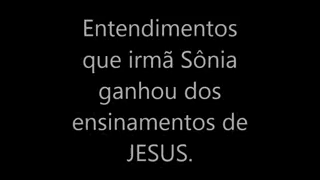 Entendimentos
que irmã Sônia
ganhou dos
ensinamentos de
JESUS.